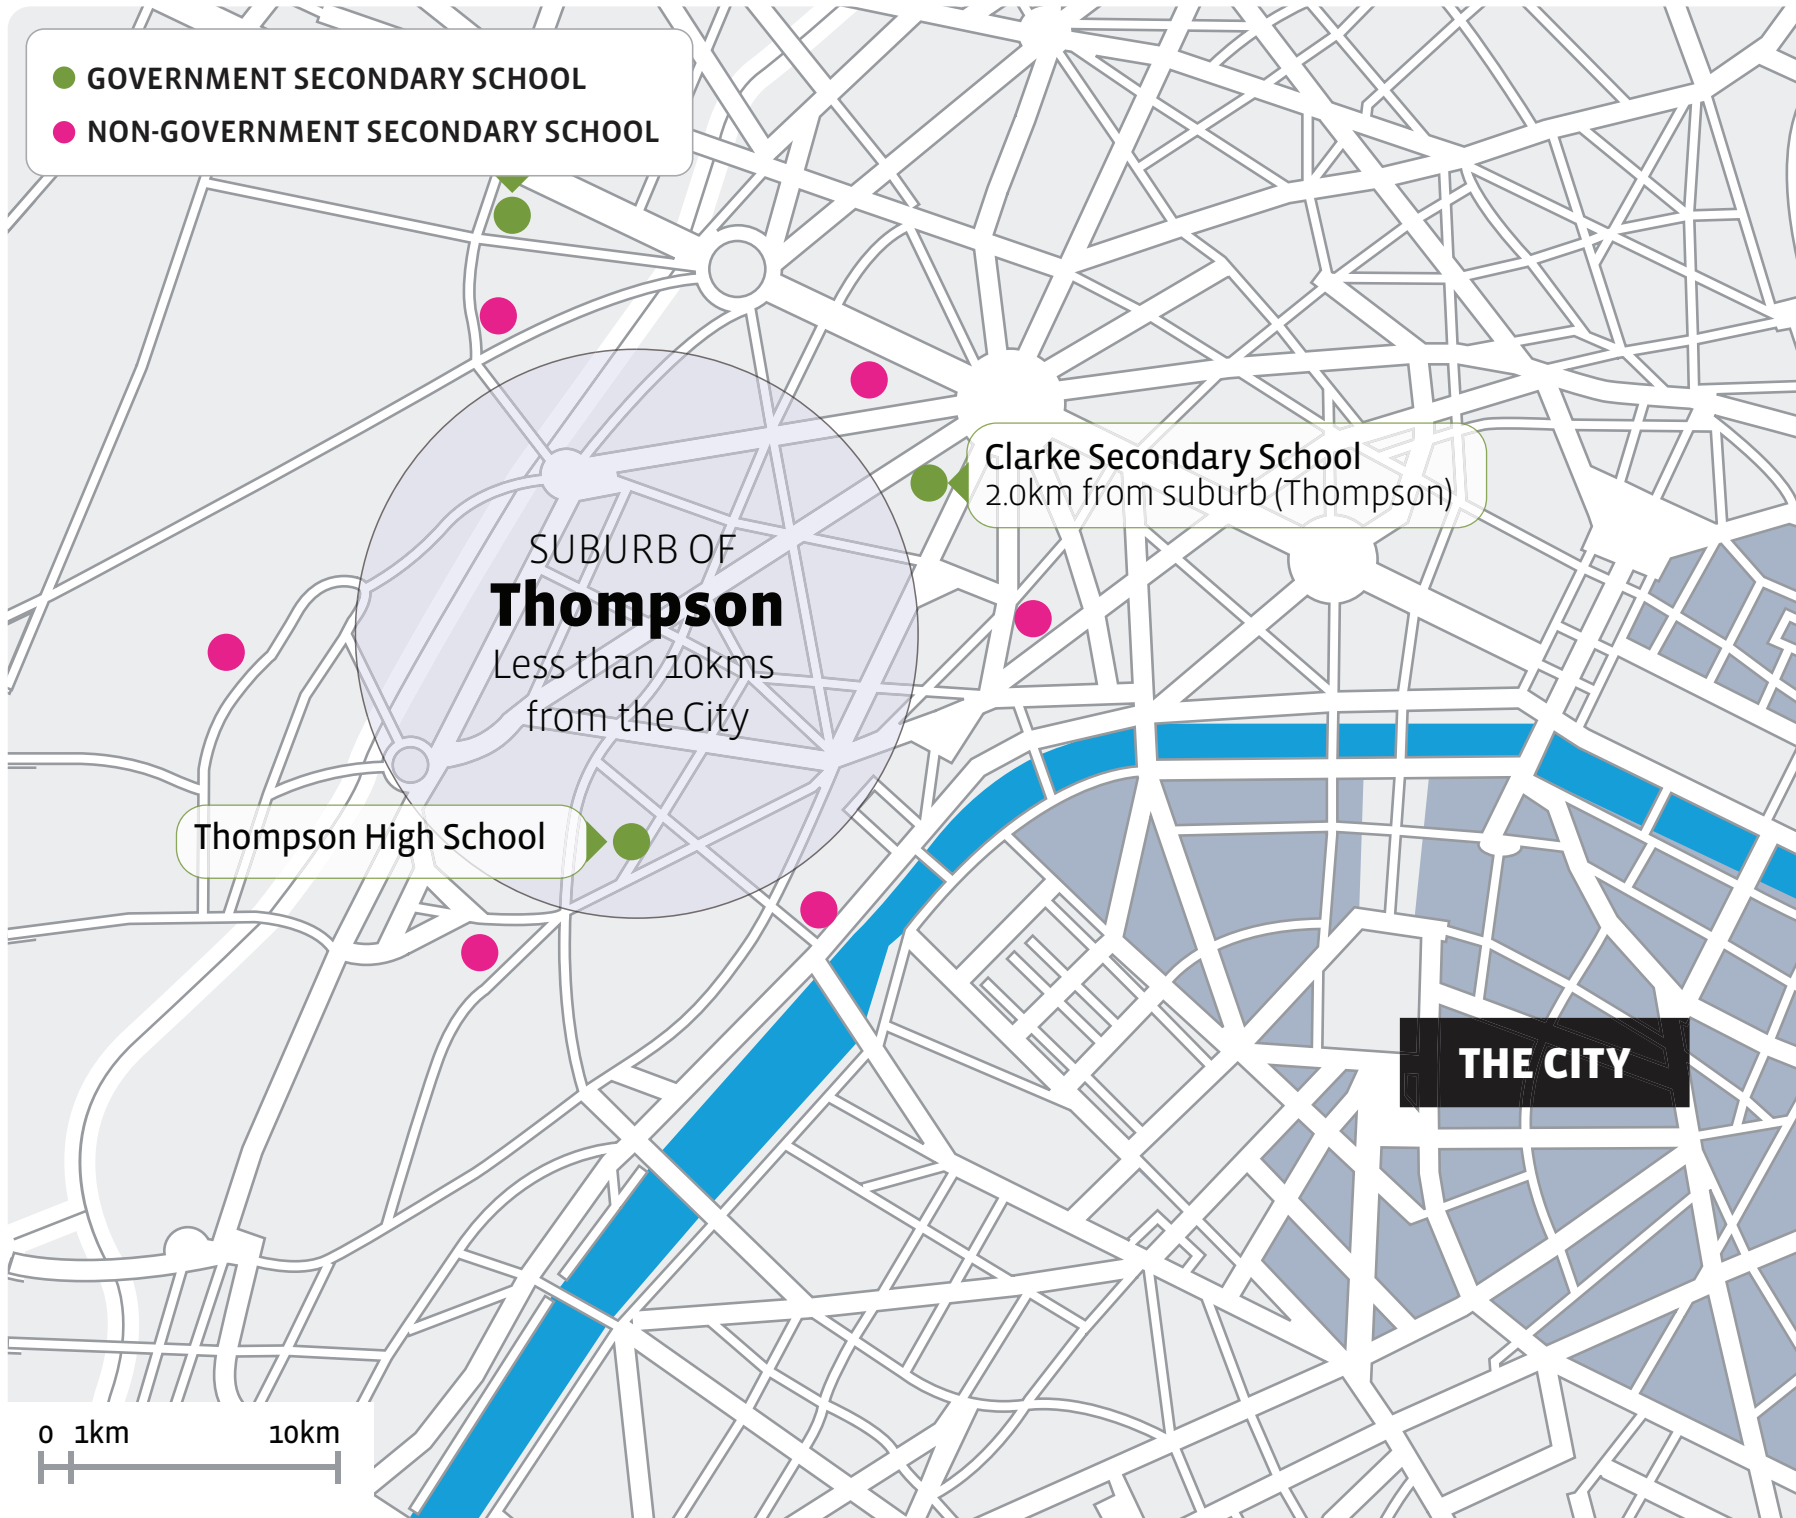 GOVERNMENT SECONDARY SCHOOL
NON-GOVERNMENT SECONDARY SCHOOL
Clarke Secondary School
2.0km from suburb (Thompson)
SUBURB OF
Thompson
Less than 10kms
from the City
Thompson High School
THE CITY
0 1km 10km